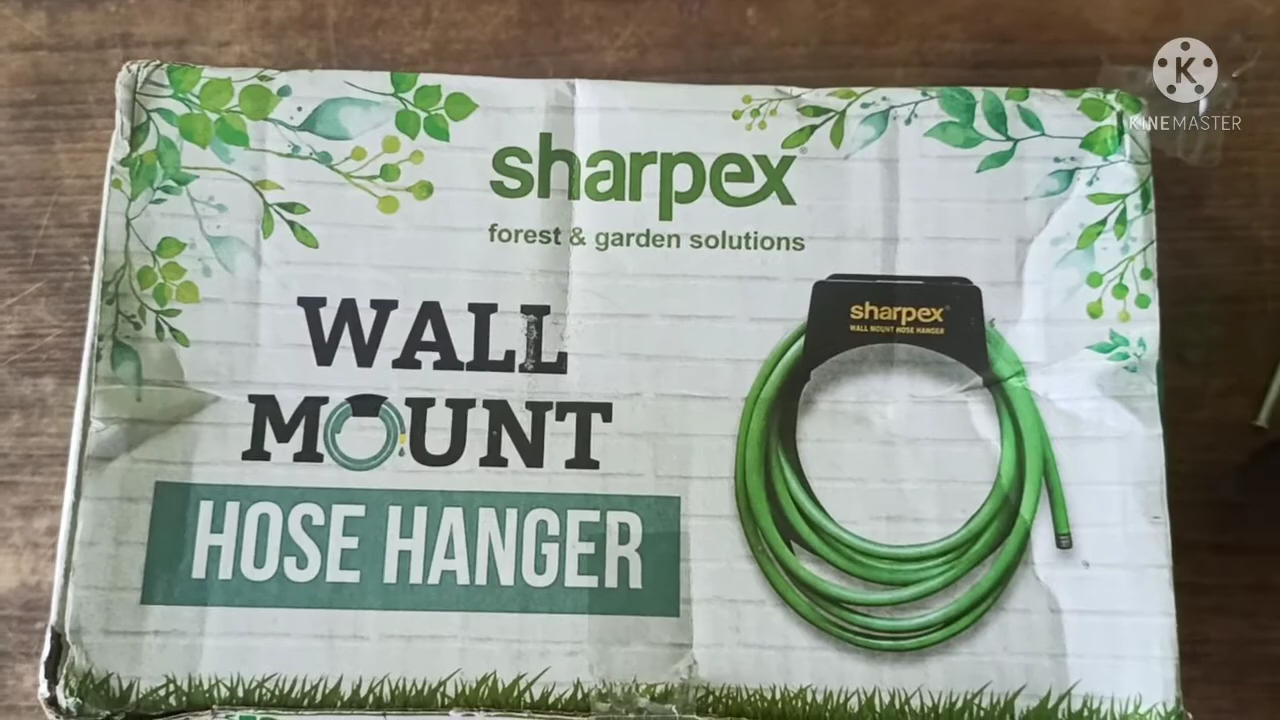 KINEMASTER
sharpex®
forest & garden solutions
WALL
MOUNT
HOSE HANGER
sharpex®
WALL MOUNT HOSE HANGER